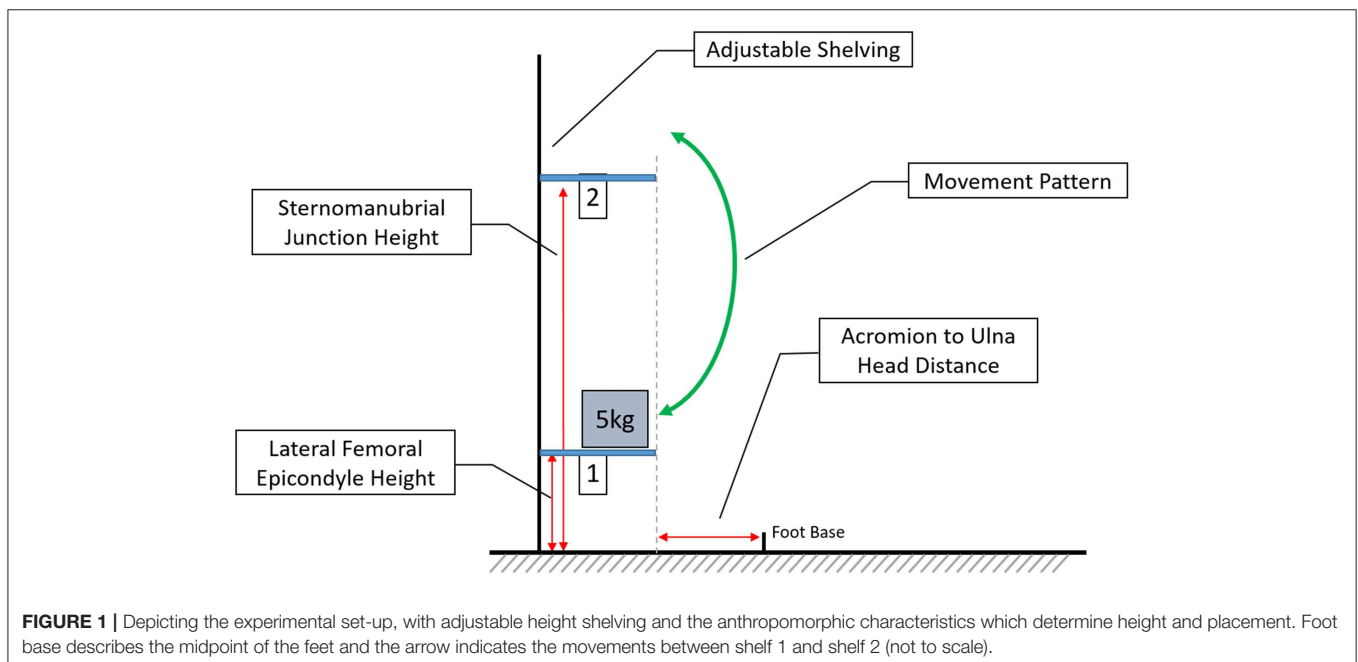 Adjustable Shelving
2
Sternomanubrial
Junction Height
Movement Pattern
Acromion to Ulna
Head Distance
5kg
Lateral Femoral
Epicondyle Height
1
Foot Base
FIGURE 1 | Depicting the experimental set-up, with adjustable height shelving and the anthropomorphic characteristics which determine height and placement. Foot
base describes the midpoint of the feet and the arrow indicates the movements between shelf 1 and shelf 2 (not to scale).